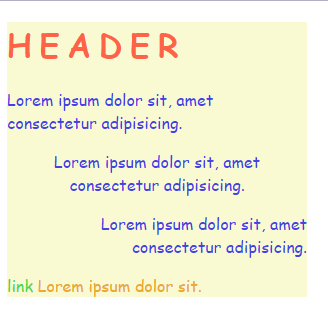 HEADER
Lorem ipsum dolor sit, amet
consectetur adipisicing.
Lorem ipsum dolor sit, amet
consectetur adipisicing.
Lorem ipsum dolor sit, amet
consectetur adipisicing.
link Lorem ipsum dolor sit.